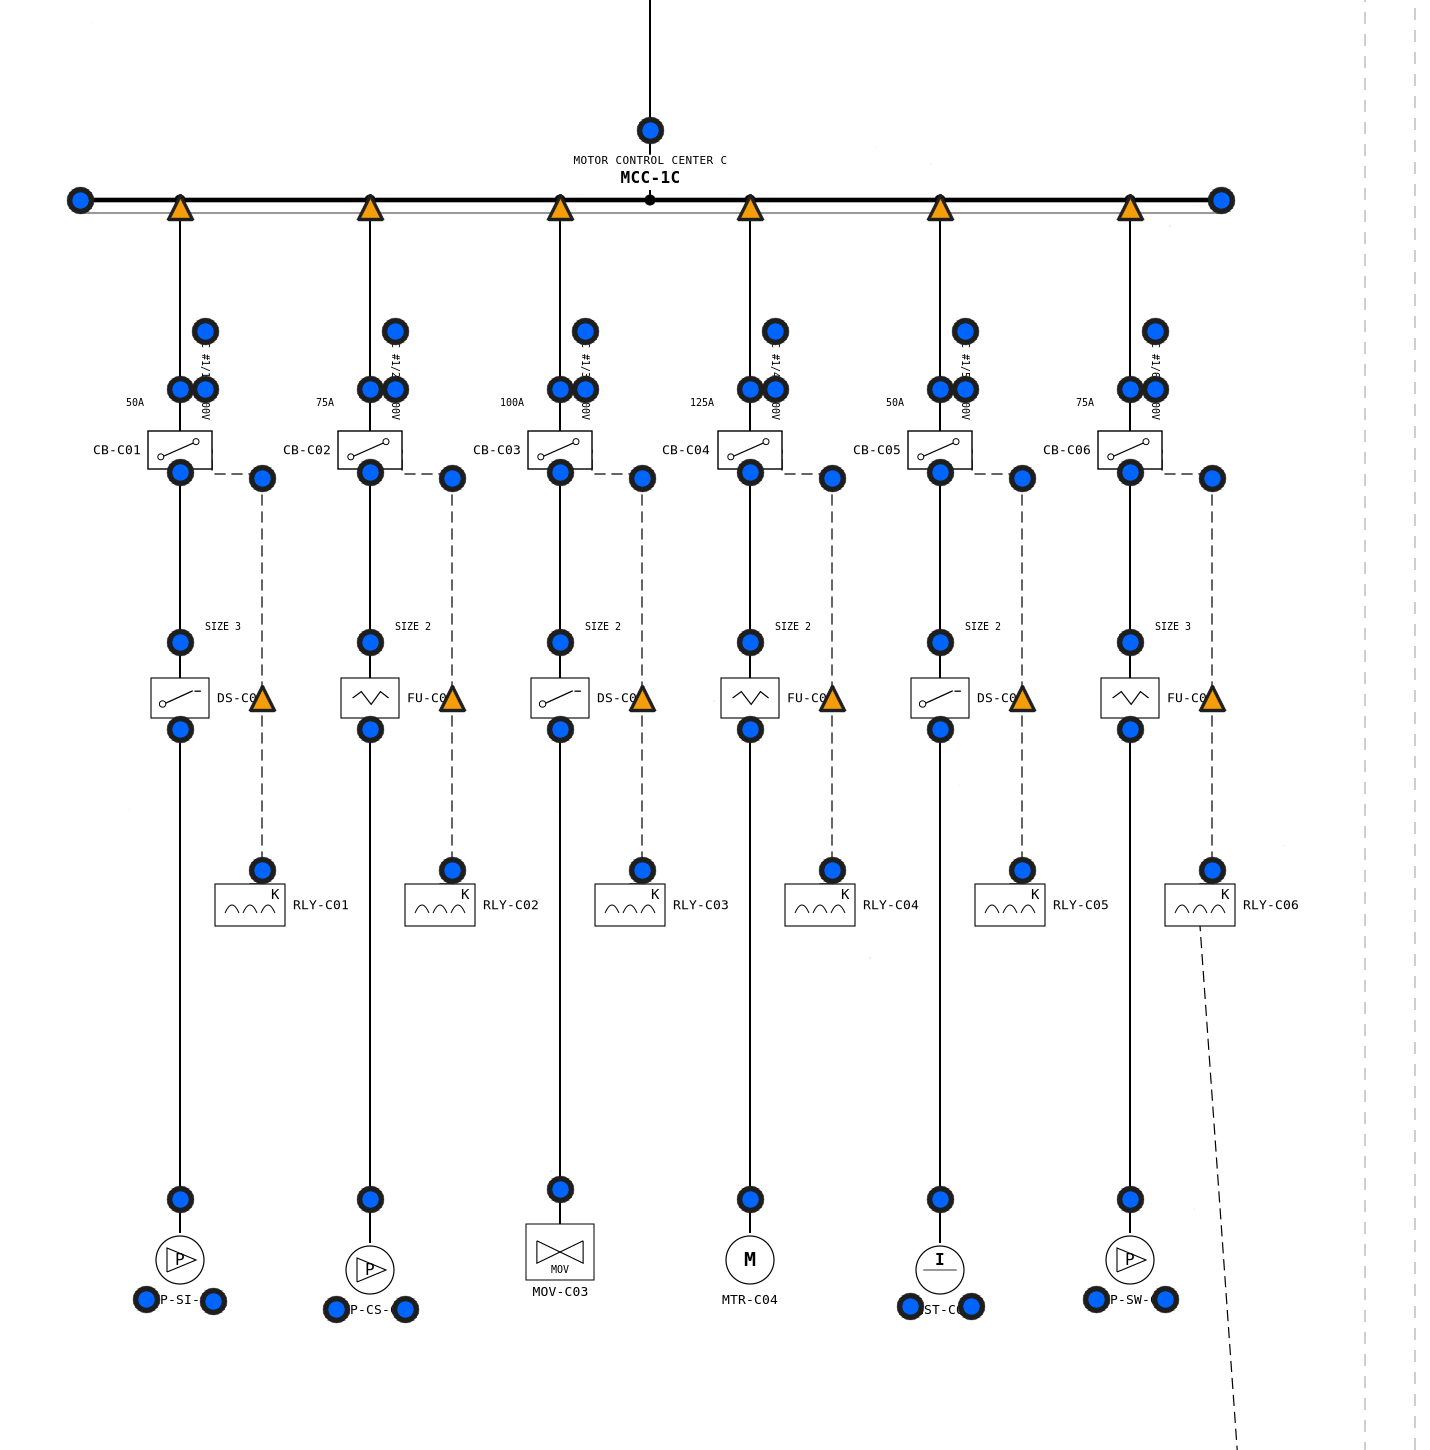 MOTOR CONTROL CENTER C
MCC-1C
50A
75A
100A
125A
50A
75A
CB-C01
CB-C02
CB-C03
CB-C04
CB-C05
CB-C06
SIZE 3
SIZE 2
SIZE 2
SIZE 2
SIZE 2
SIZE 3
K
K
K
K
K
K
RLY-C01
RLY-C02
RLY-C03
RLY-C04
RLY-C05
RLY-C06
P
P
MOV
M
I
P
MOV-C03
MTR-C04